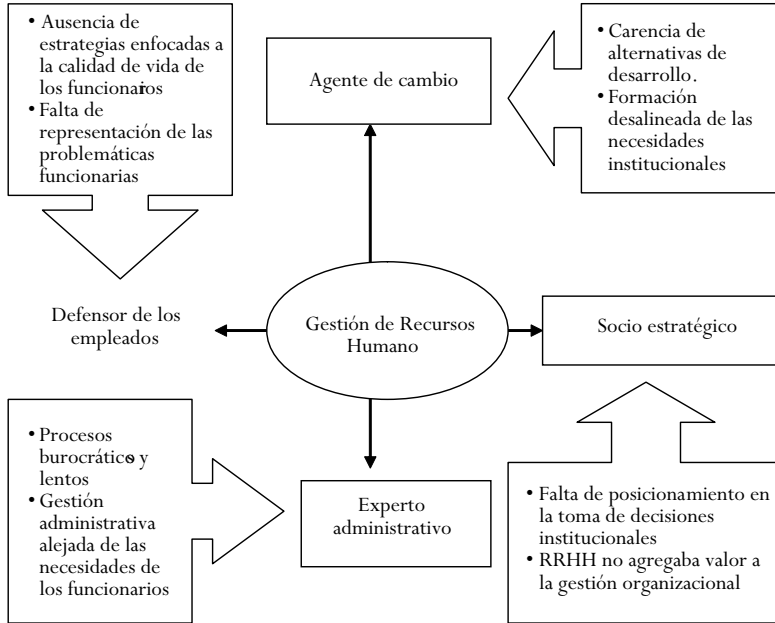 • Ausencia de
estrategias enfocadas a
la calidad de vida de
los funcionarios
• Falta de
representación de las
problemáticas
funcionarias
Agente de cambio
• Carencia de
alternativas de
desarrollo.
• Formación
desalineada de las
necesidades
institucionales
Defensor de los
empleados
Gestión de Recursos
Humano
Socio estratégico
• Procesos
burocráticos y
lentos
• Gestión
administrativa
alejada de las
necesidades de
los funcionarios
Experto
administrativo
• Falta de posicionamiento en
la toma de decisiones
institucionales
• RRHH no agregaba valor a
la gestión organizacional